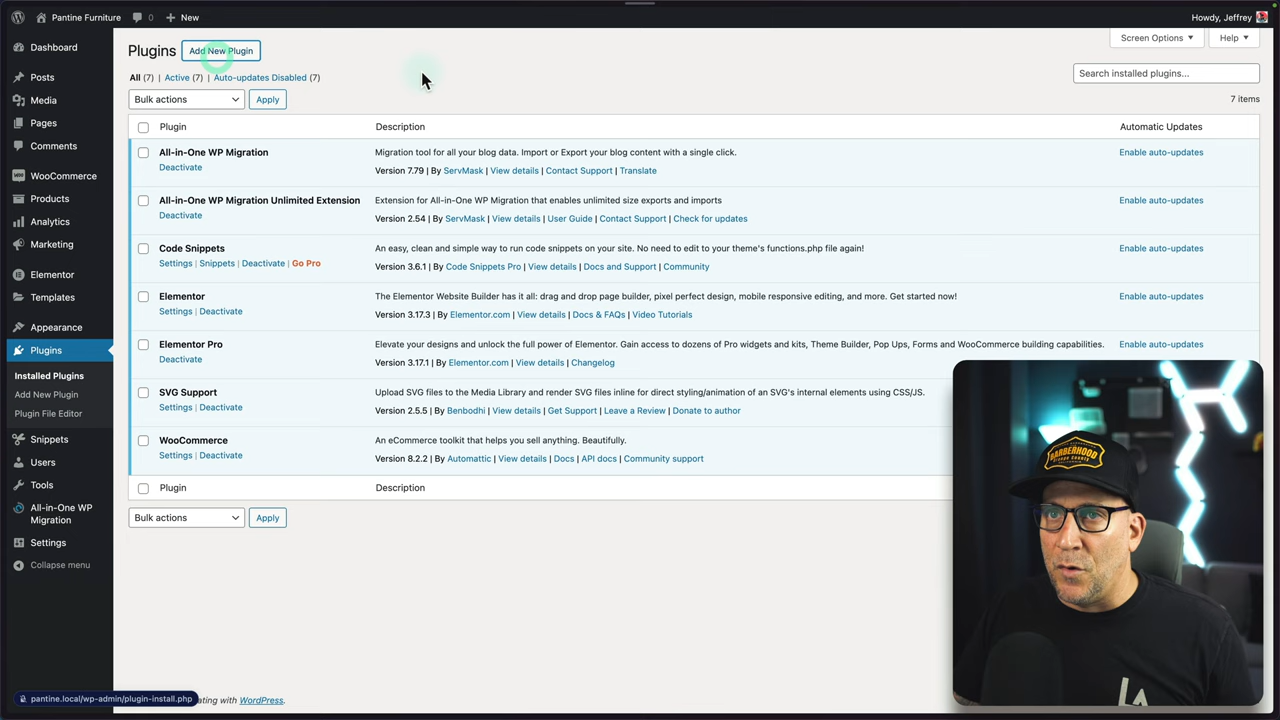 Pantine Furniture
0
New
Howdy, Jeffrey
Dashboard
Posts
Media
Pages
Comments
WooCommerce
Products
Analytics
Marketing
Elementor
Templates
Appearance
Plugins
Installed Plugins
Add New Plugin
Plugin File Editor
Snippets
Users
Tools
All-in-One WP
Migration
Settings
Collapse menu
Plugins
Add New Plugin
Screen Options
Help
All (7) | Active (7) | Auto-updates Disabled (7)
Search installed plugins...
Bulk actions
Apply
7 items
Plugin
Description
Automatic Updates
All-in-One WP Migration
Deactivate
Migration tool for all your blog data. Import or Export your blog content with a single click.
Version 7.79 | By ServMask | View details | Contact Support | Translate
Enable auto-updates
All-in-One WP Migration Unlimited Extension
Deactivate
Extension for All-in-One WP Migration that enables unlimited size exports and imports
Version 2.54 | By ServMask | View details | User Guide | Contact Support | Check for updates
Enable auto-updates
Code Snippets
Settings | Snippets | Deactivate | Go Pro
An easy, clean and simple way to run code snippets on your site. No need to edit to your theme's functions.php file again!
Version 3.6.1 | By Code Snippets Pro | View details | Docs and Support | Community
Enable auto-updates
Elementor
Settings | Deactivate
The Elementor Website Builder has it all: drag and drop page builder, pixel perfect design, mobile responsive editing, and more. Get started now!
Version 3.17.3 | By Elementor.com | View details | Docs & FAQs | Video Tutorials
Enable auto-updates
Elementor Pro
Deactivate
Elevate your designs and unlock the full power of Elementor. Gain access to dozens of Pro widgets and kits, Theme Builder, Pop Ups, Forms and WooCommerce building capabilities.
Version 3.17.1 | By Elementor.com | View details | Changelog
Enable auto-updates
SVG Support
Settings | Deactivate
Upload SVG files to the Media Library and render SVG files inline for direct styling/animation of an SVG's internal elements using CSS/JS.
Version 2.5.5 | By Benbodhi | View details | Get Support | Leave a Review | Donate to author
WooCommerce
Settings | Deactivate
An eCommerce toolkit that helps you sell anything. Beautifully.
Version 8.2.2 | By Automattic | View details | Docs | API docs | Community support
Plugin
Description
Bulk actions
Apply
BARBERHOOD
LA
pantine.local/wp-admin/plugin-install.php
ating with WordPress.